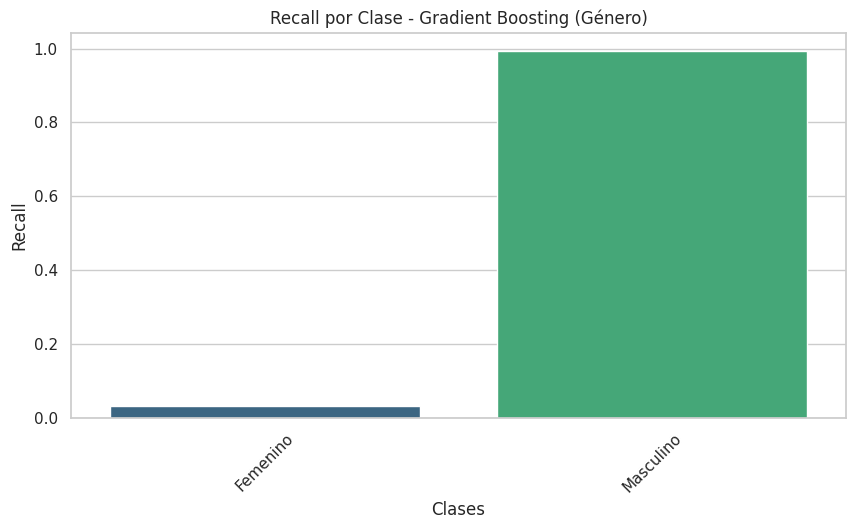 Recall por Clase - Gradient Boosting (Género)
1.0
0.8
0.6
0.4
0.2
0.0
Recall
Femenino
Masculino
Clases